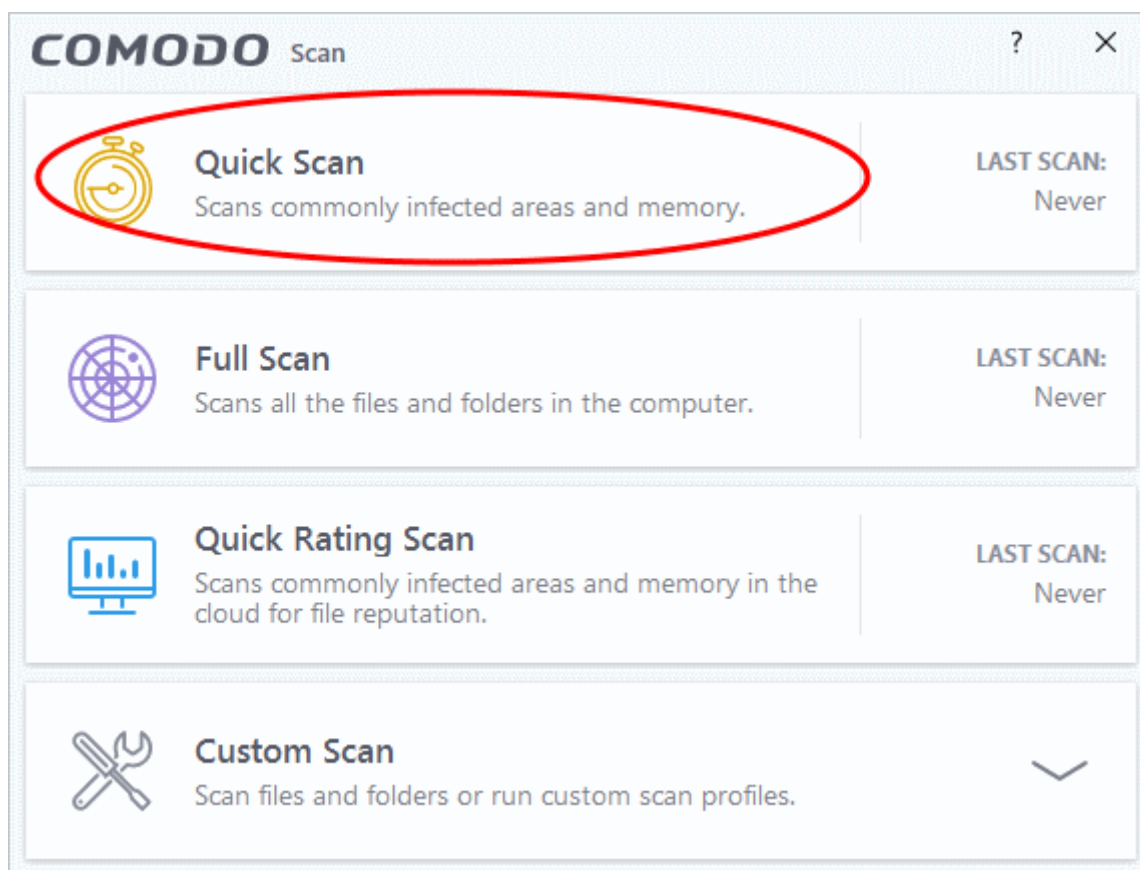 COMODO Scan ?
Quick Scan
Scans commonly infected areas and memory.
LAST SCAN:
Never
Full Scan
Scans all the files and folders in the computer.
LAST SCAN:
Never
Quick Rating Scan
Scans commonly infected areas and memory in the
cloud for file reputation.
LAST SCAN:
Never
Custom Scan
Scan files and folders or run custom scan profiles.